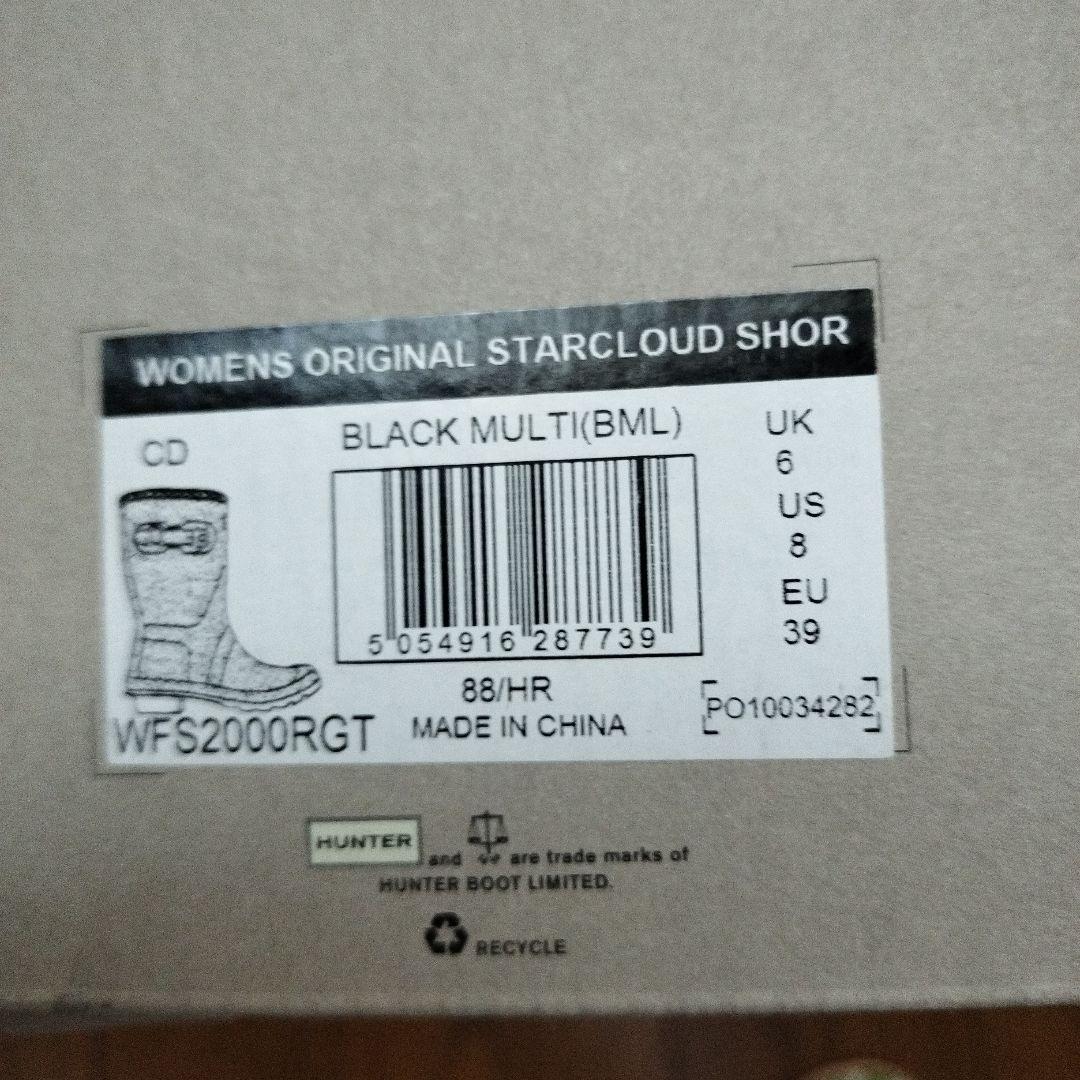 WOMENS ORIGINAL STARCLOUD SHOR
CD
BLACK MULTI(BML)
UK
6
US
8
EU
39
5 054916 287739
88/HR
MADE IN CHINA
WFS2000RGT
PO10034282
HUNTER and are trade marks of
HUNTER BOOT LIMITED.
RECYCLE